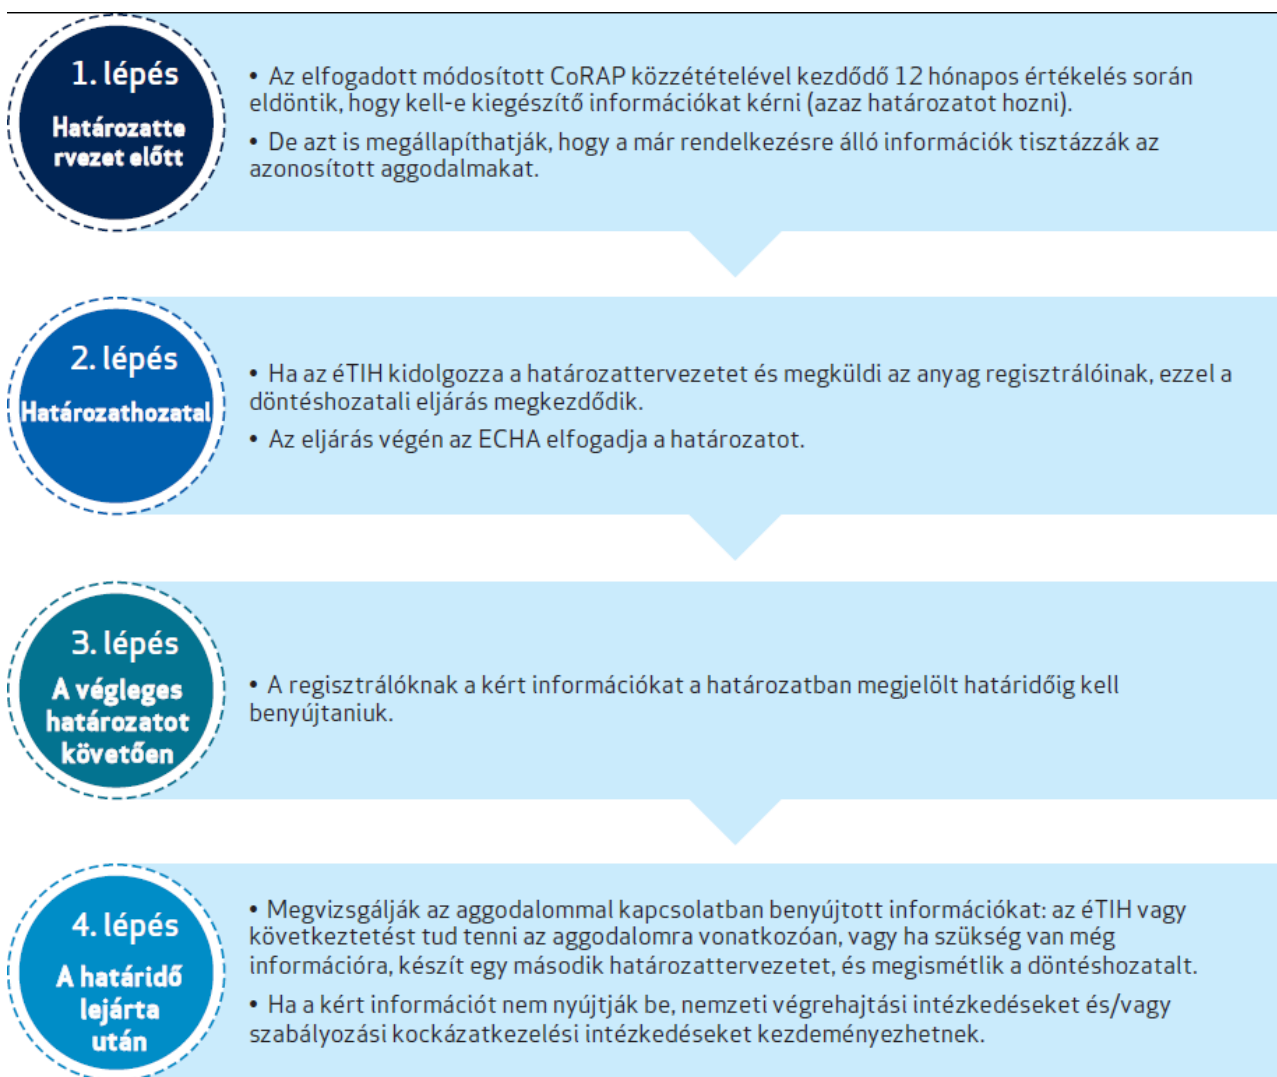 1. lépés
Határozatte
rvezet előtt
• Az elfogadott módosított CoRAP közzétételével kezdődő 12 hónapos értékelés során
eldöntik, hogy kell-e kiegészítő információkat kérni (azaz határozatot hozni).
• De azt is megállapíthatják, hogy a már rendelkezésre álló információk tisztázzák az
azonosított aggodalmakat.
2. lépés
Határozathozatal
• Ha az éTIH kidolgozza a határozattervezetet és megküldi az anyag regisztrálóinak, ezzel a
döntéshozatali eljárás megkezdődik.
• Az eljárás végén az ECHA elfogadja a határozatot.
3. lépés
A végleges
határozatot
követően
• A regisztrálóknak a kért információkat a határozatban megjelölt határidőig kell
benyújtaniuk.
4. lépés
A határidő
lejárta
után
• Megvizsgálják az aggodalommal kapcsolatban benyújtott információkat: az éTIH vagy
következtetést tud tenni az aggodalomra vonatkozóan, vagy ha szükség van még
információra, készít egy második határozattervezetet, és megismétlik a döntéshozatalt.
• Ha a kért információt nem nyújtják be, nemzeti végrehajtási intézkedéseket és/vagy
szabályozási kockázatkezelési intézkedéseket kezdeményezhetnek.